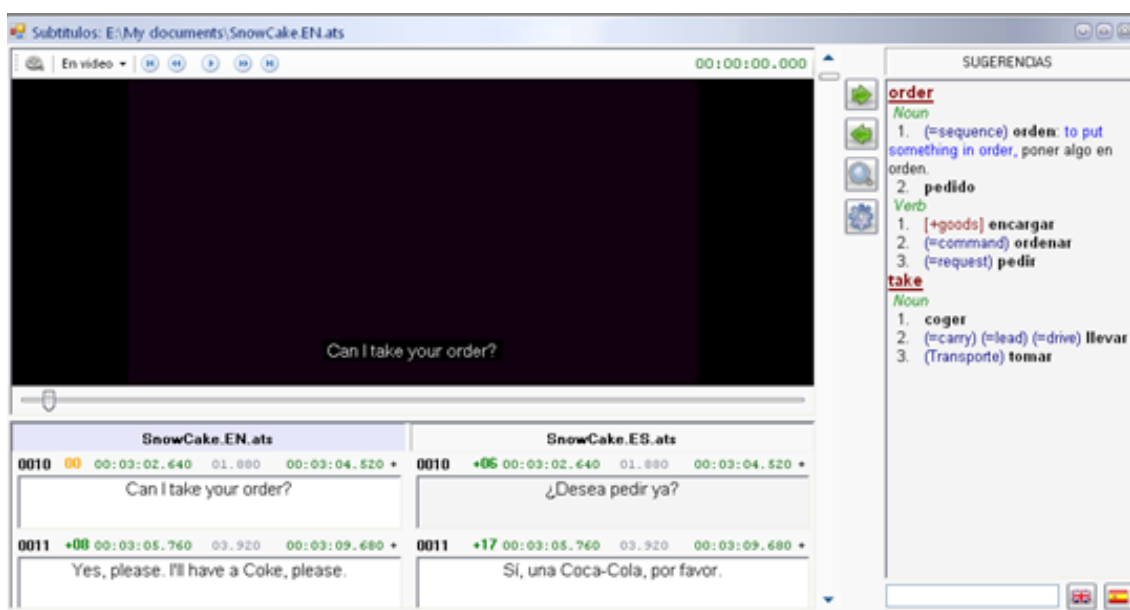 Subtitulos: E:\My documents\SnowCake.EN.ats
En video
00:00:00.000
Can I take your order?
SnowCake.EN.ats
SnowCake.ES.ats
0010 00 00:03:02.640 01.880 00:03:04.520 +
0010 +06 00:03:02.640 01.880 00:03:04.520 +
Can I take your order?
¿Desea pedir ya?
0011 +08 00:03:05.760 03.920 00:03:09.680 +
0011 +17 00:03:05.760 03.920 00:03:09.680 +
Yes, please. I'll have a Coke, please.
Sí, una Coca-Cola, por favor.
SUGERENCIAS
order
Noun
1. (=sequence) orden: to put
something in order, poner algo en
orden.
2. pedido
Verb
1. [+goods] encargar
2. (=command) ordenar
3. (=request) pedir
take
Noun
1. coger
2. (=carry) (=lead) (=drive) llevar
3. (Transporte) tomar